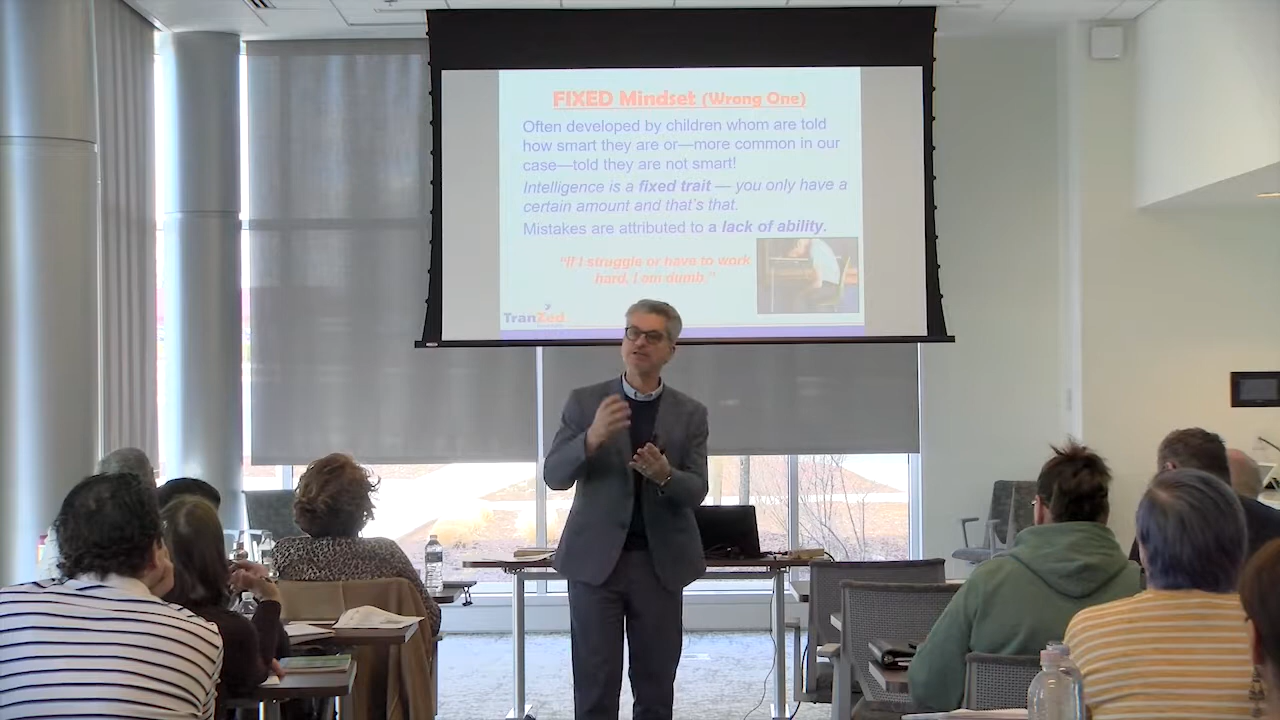 FIXED Mindset (Wrong One)
Often developed by children whom are told
how smart they are or—more common in our
case—told they are not smart!
Intelligence is a fixed trait — you only have a
certain amount and that's that.
Mistakes are attributed to a lack of ability.
"If I struggle or have to work
hard, I am dumb."
TranZed